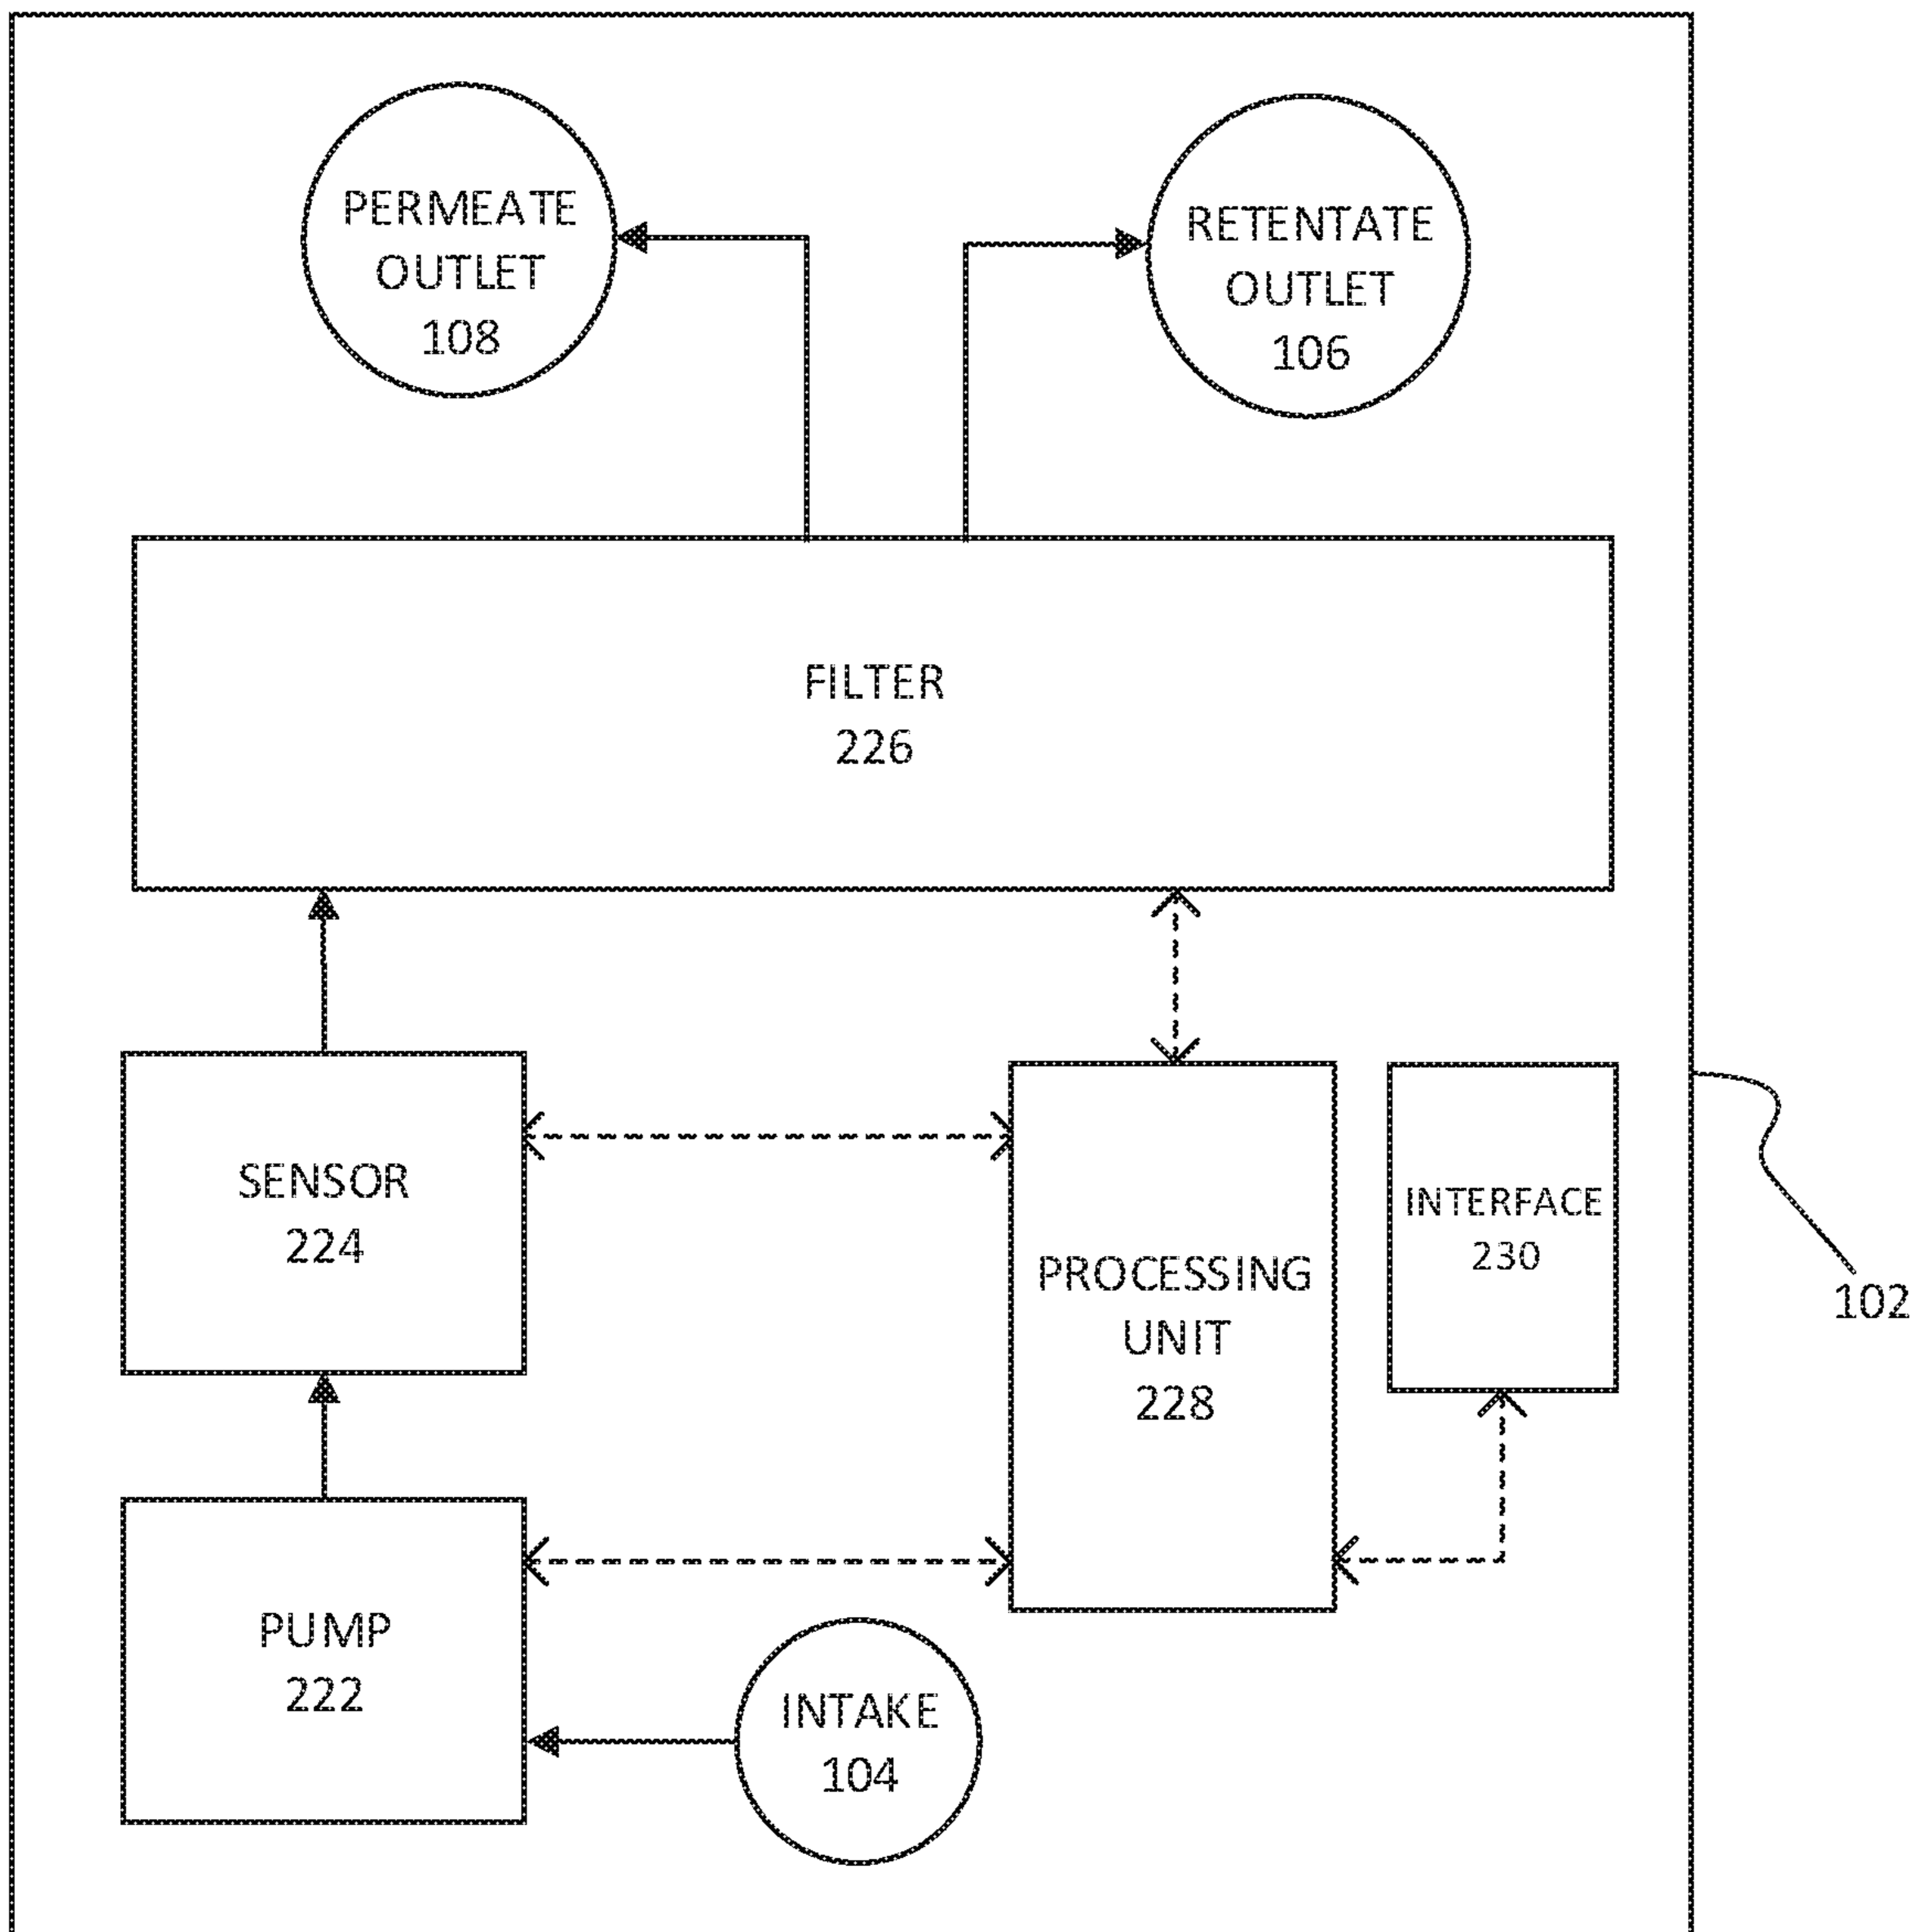 PERMEATE
OUTLET
108
RETENTATE
OUTLET
106
FILTER
226
SENSOR
224
PROCESSING
UNIT
228
INTERFACE
230
102
PUMP
222
INTAKE
104